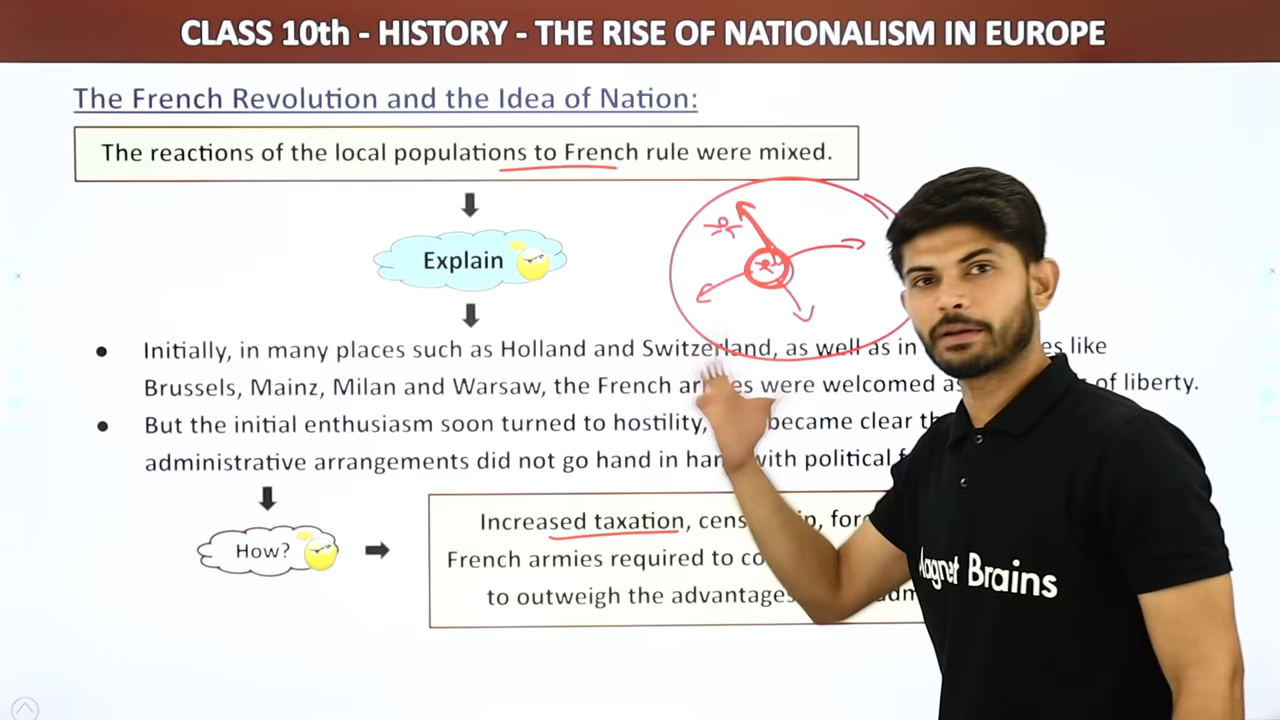 CLASS 10th - HISTORY - THE RISE OF NATIONALISM IN EUROPE
The French Revolution and the Idea of Nation:
The reactions of the local populations to French rule were mixed.
Explain
Initially, in many places such as Holland and Switzerland, as well as in like
Brussels, Mainz, Milan and Warsaw, the French were welcomed of liberty.
But the initial enthusiasm soon turned to hostility, became clear
administrative arrangements did not go hand in with political
How?
Increased taxation,
French armies required to
to outweigh the advantages
Magnet Brains